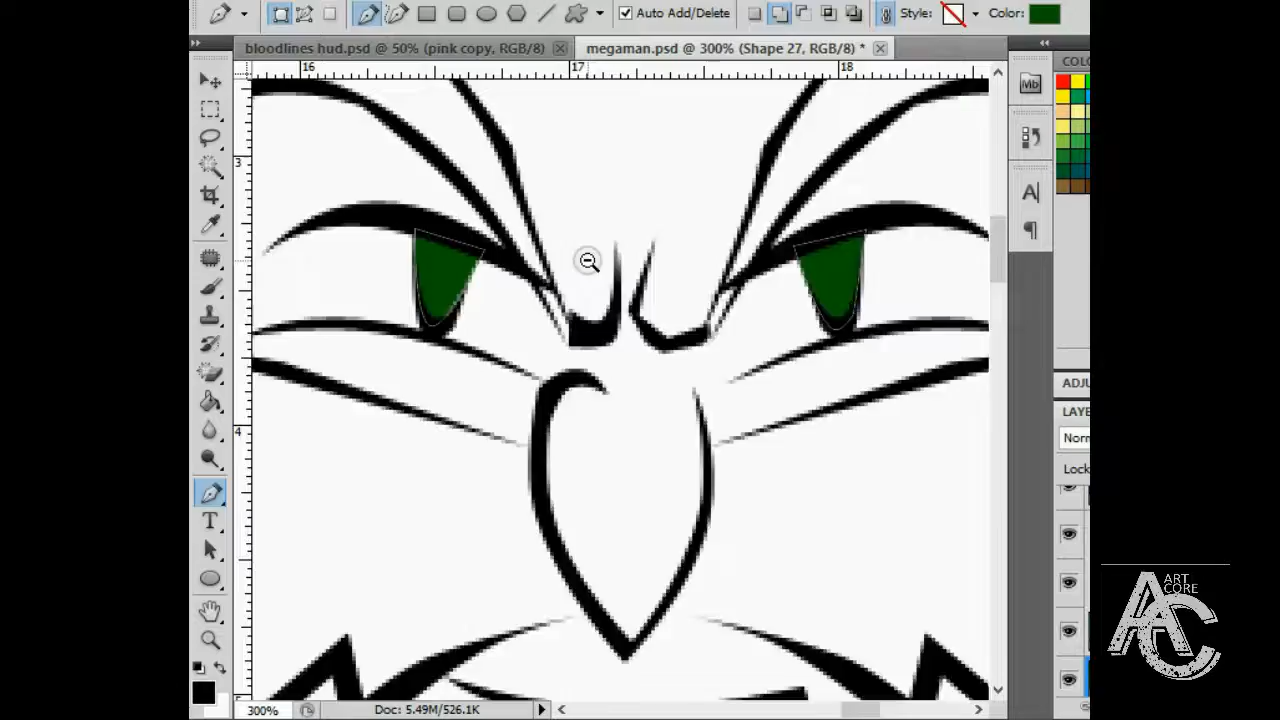 Auto Add/Delete Style: Color:
bloodlines hud.psd @ 50% (pink copy, RGB/8) megaman.psd @ 300% (Shape 27, RGB/8) *
16 17 18
COLO
Mb
3
A
4
ADJU
LAYE
Norm
Lock
T
ART
CORE
AC
300% Doc: 5.49M/526.1K